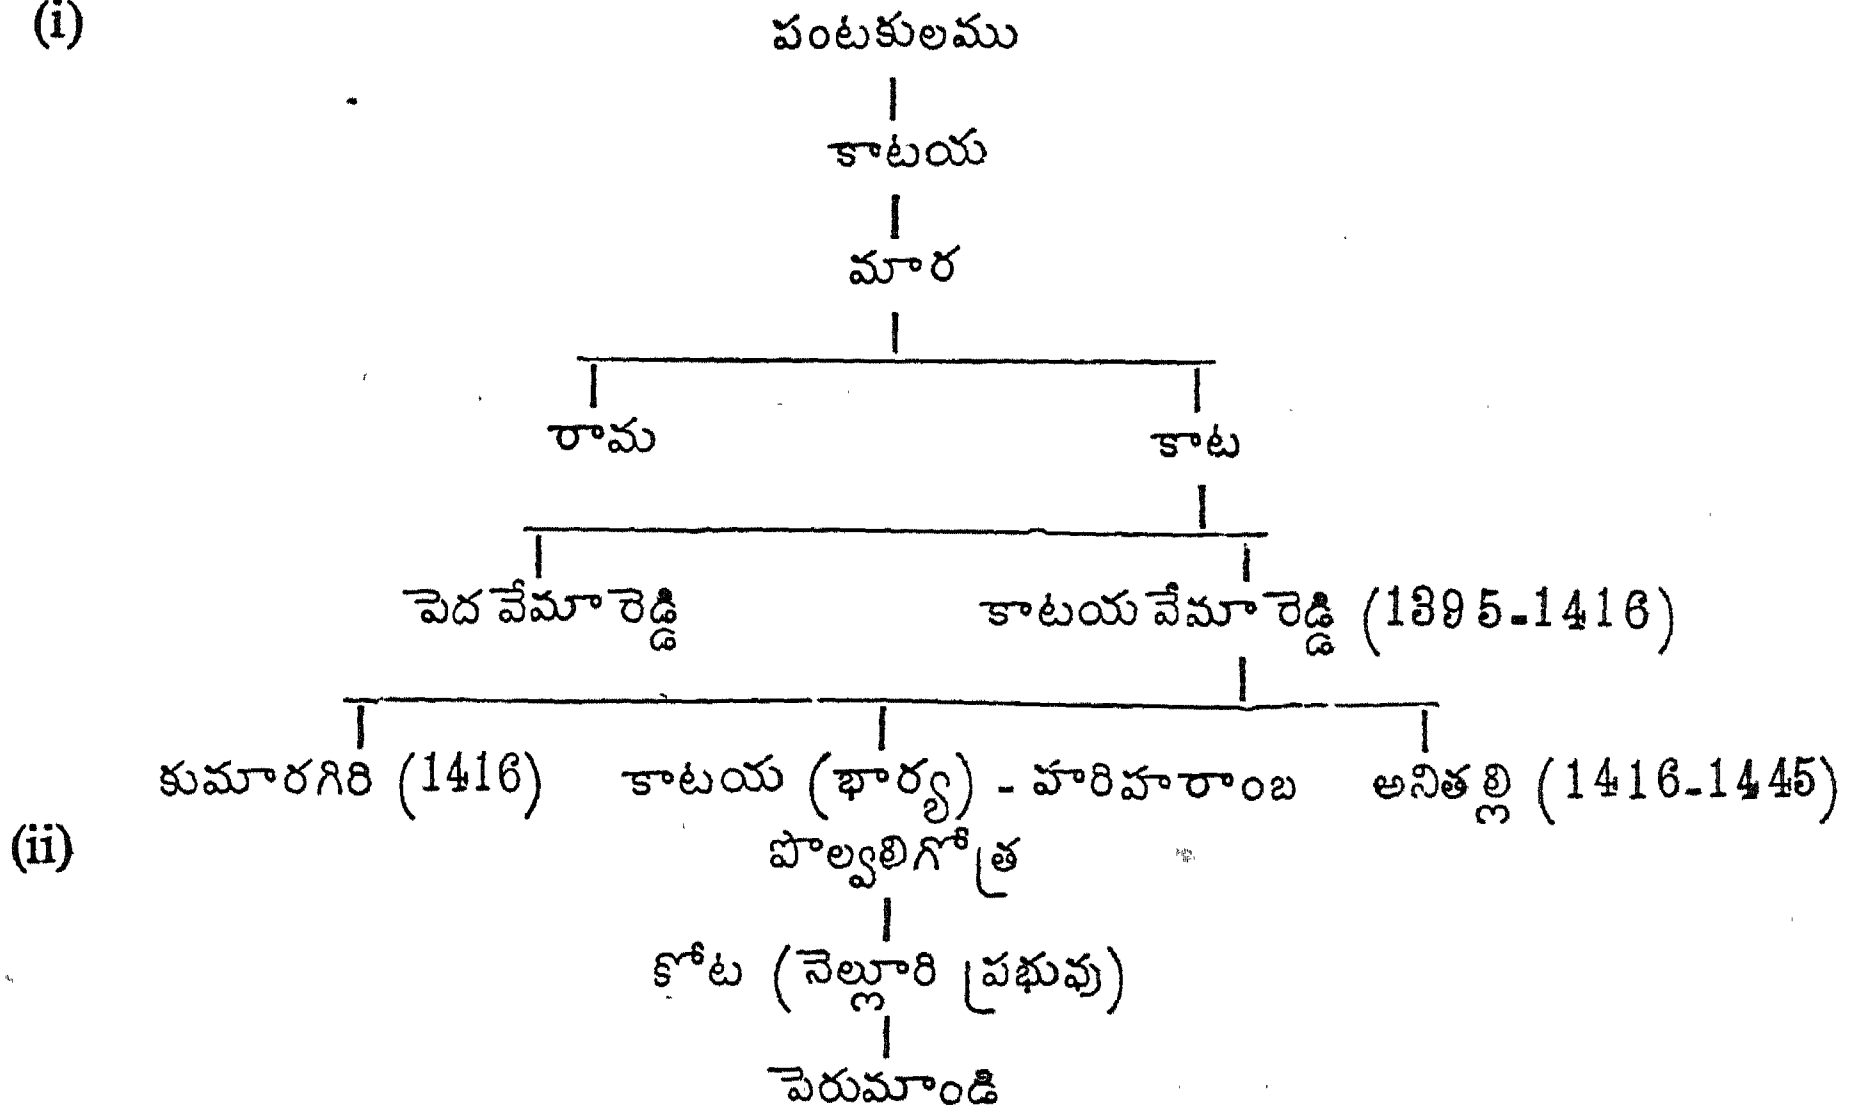 (i)
పంటకులము
కాటయ
మార
రామ కాట
పెదవేమారెడ్డి కాటయవేమారెడ్డి (1395-1416)
కుమారగిరి (1416) కాటయ (భార్య) - హరిహరాంబ అనితల్లి (1416-1445)
(ii)
పొల్వలిగోత్ర
కోట (నెల్లూరి ప్రభువు)
పెరుమాండి